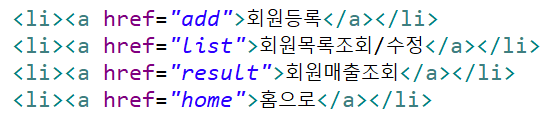 <li><a href="add">회원등록</a></li>
<li><a href="list">회원목록조회/수정</a></li>
<li><a href="result">회원매출조회</a></li>
<li><a href="home">홈으로</a></li>